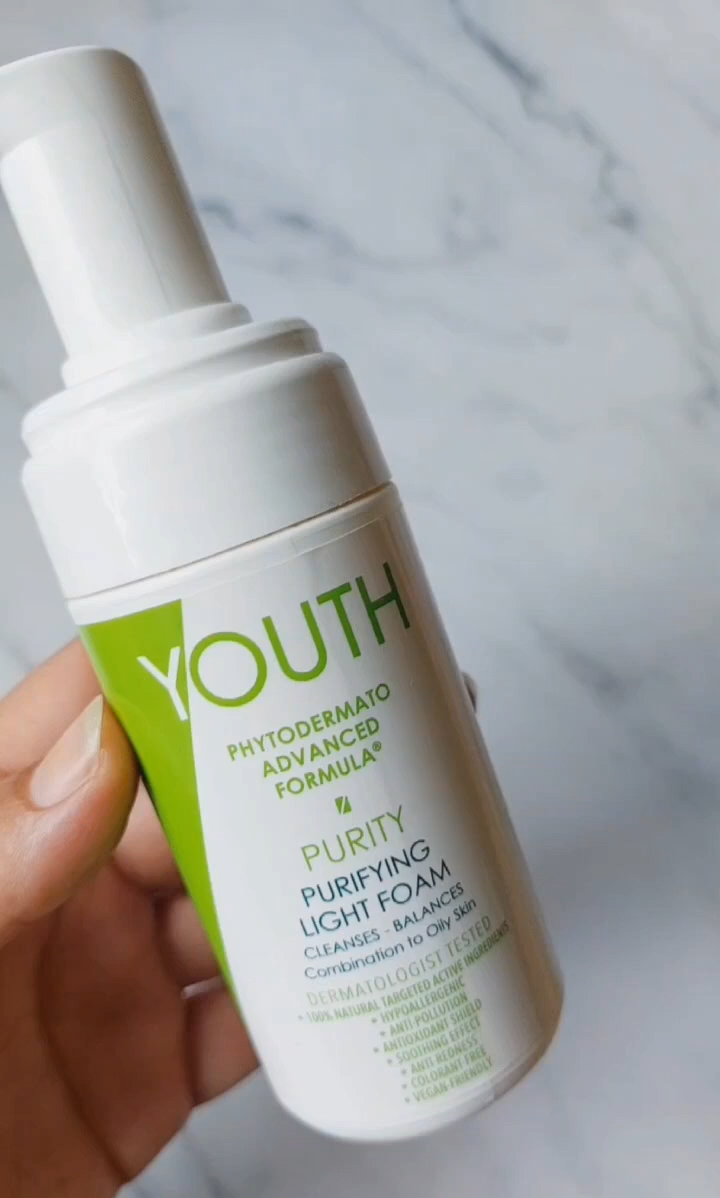 YOUTH
PHYTODERMATO
ADVANCED
FORMULA®
PURITY
PURIFYING
LIGHT FOAM
CLEANSES - BALANCES
Combination to Oily Skin
DERMATOLOGIST TESTED
• 100% NATURAL TARGETED ACTIVE INGREDIENTS
• HYPOALLERGENIC
• ANTI POLLUTION
• ANTIOXIDANT SHIELD
• SOOTHING EFFECT
• ANTI REDNESS
• COLORANT FREE
• VEGAN FRIENDLY